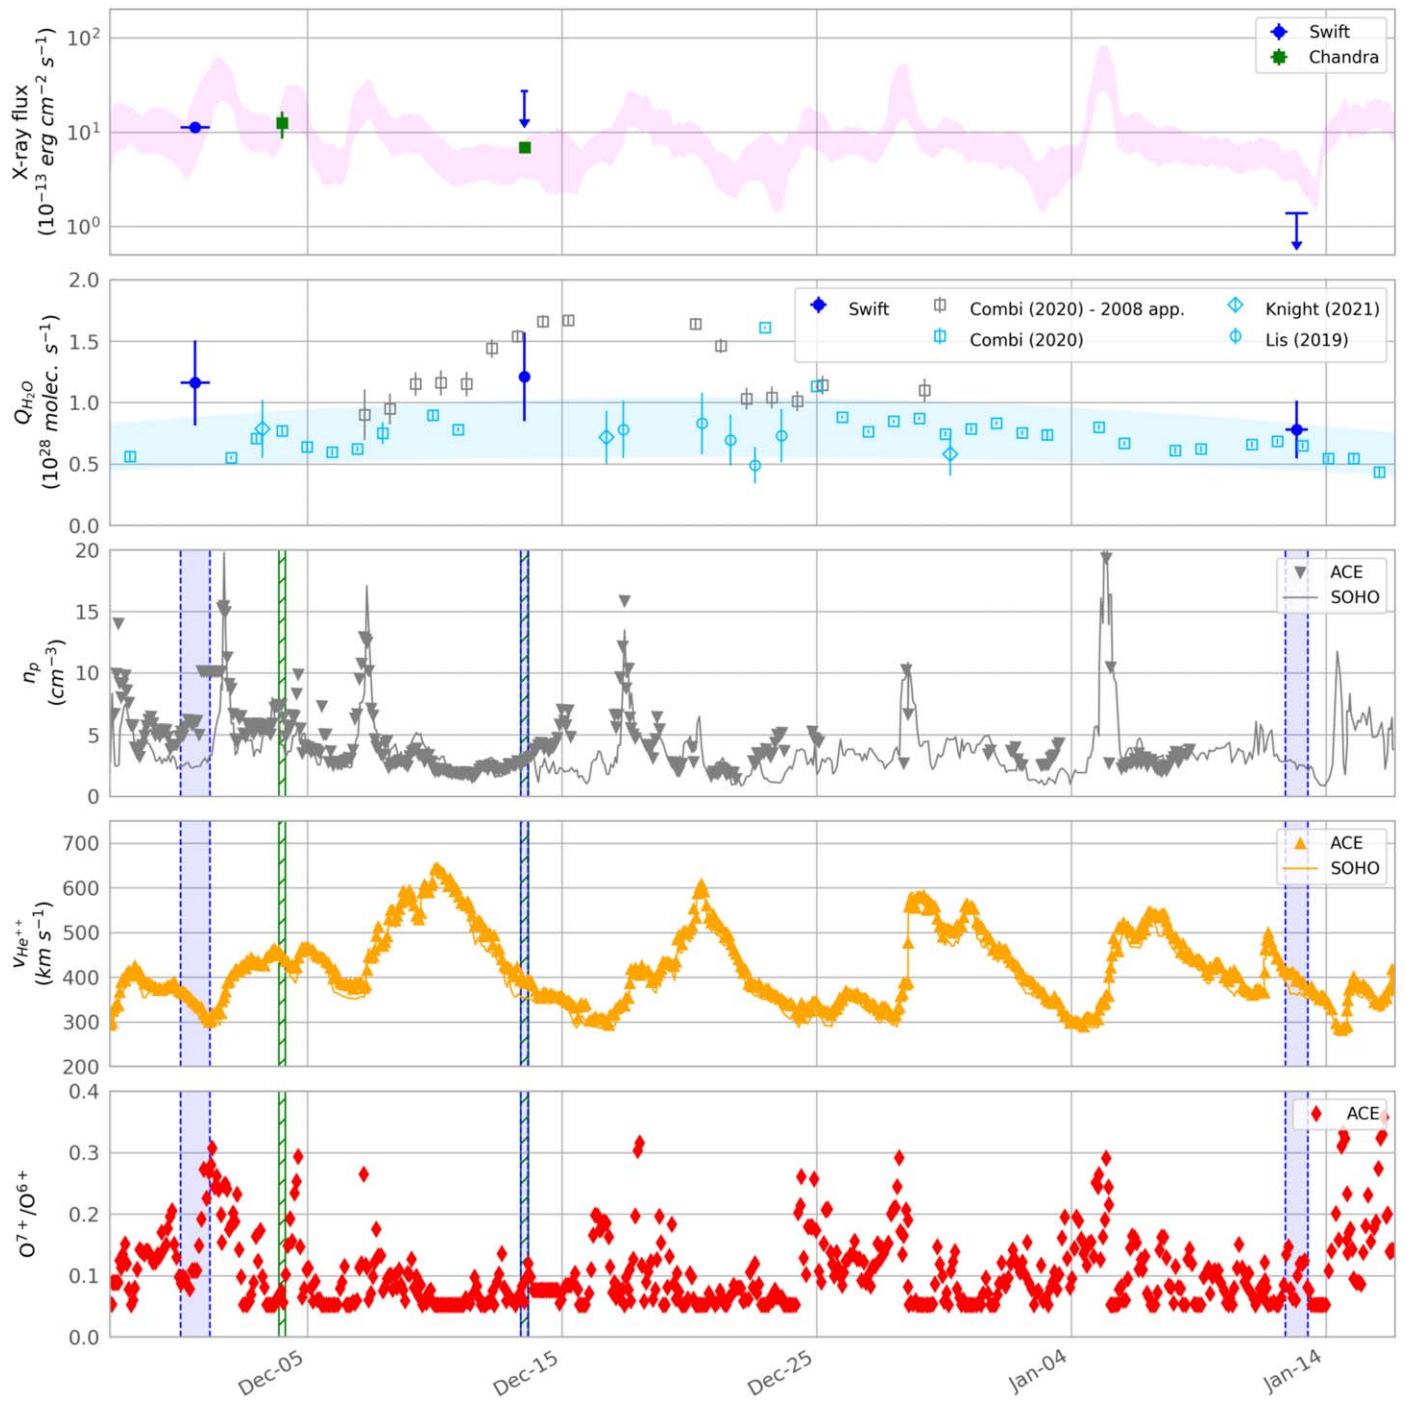 X-ray flux
(10⁻¹³ erg cm⁻² s⁻¹)
10²
10¹
10⁰
Swift
Chandra
Q_H₂O
(10²⁸ molec. s⁻¹)
2.0
1.5
1.0
0.5
0.0
Swift
Combi (2020) - 2008 app.
Knight (2021)
Combi (2020)
Lis (2019)
n_p
(cm⁻³)
20
15
10
5
0
ACE
SOHO
v_He⁺⁺
(km s⁻¹)
700
600
500
400
300
200
ACE
SOHO
O⁷⁺/O⁶⁺
0.4
0.3
0.2
0.1
0.0
ACE
Dec-05
Dec-15
Dec-25
Jan-04
Jan-14